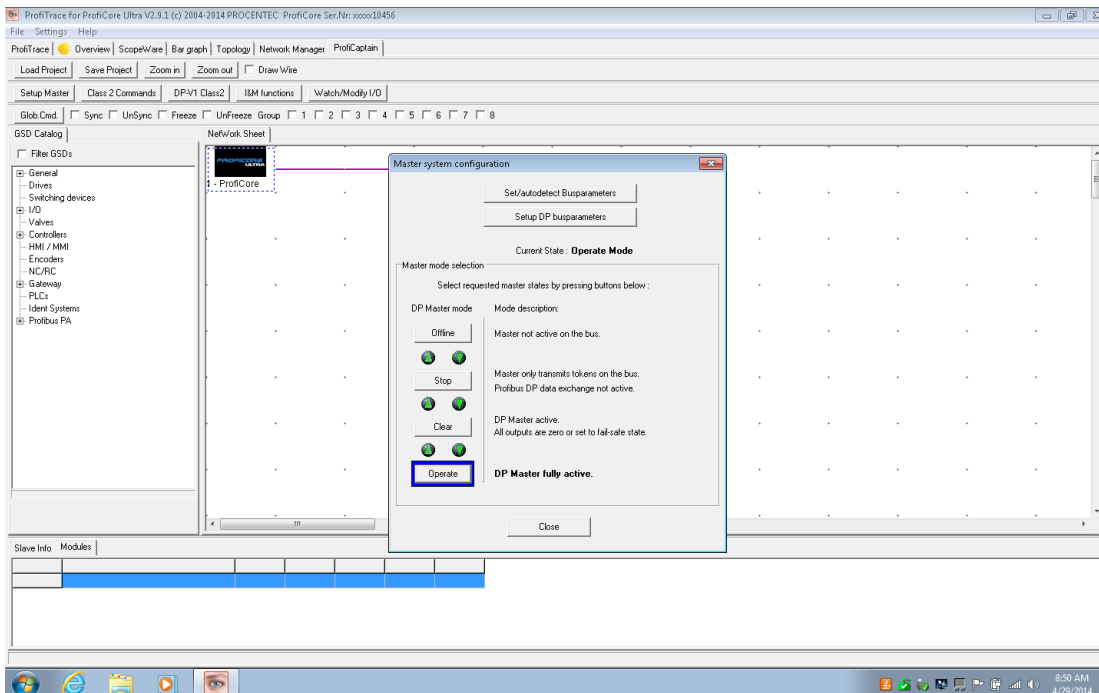 ProfiTrace for ProfiCore Ultra V2.9.1 (c) 2004-2014 PROCENTEC ProfiCore Ser.Nr: xxxxx10456
File Settings Help
ProfiTrace Overview ScopeWare Bar graph Topology Network Manager ProfiCaptain
Load Project Save Project Zoom in Zoom out Draw Wire
Setup Master Class 2 Commands DP-V1 Class2 I&M functions Watch/Modify I/O
Glob.Cmd. Sync UnSync Freeze UnFreeze Group 1 2 3 4 5 6 7 8
GSD Catalog
NetWork Sheet
Filter GSDs
General
Drives
Switching devices
I/O
Valves
Controllers
HMI / MMI
Encoders
NC/RC
Gateway
PLCs
Ident Systems
Profibus PA
PROFICORE
ULTRA
1 - ProfiCore
Master system configuration
Set/autodetect Busparameters
Setup DP busparameters
Current State : Operate Mode
Master mode selection
Select requested master states by pressing buttons below :
DP Master mode Mode description:
Offline Master not active on the bus.
Stop Master only transmits tokens on the bus.
Profibus DP data exchange not active.
Clear DP Master active.
All outputs are zero or set to fail-safe state.
Operate DP Master fully active.
Close
Slave Info Modules
8:50 AM
4/29/2014